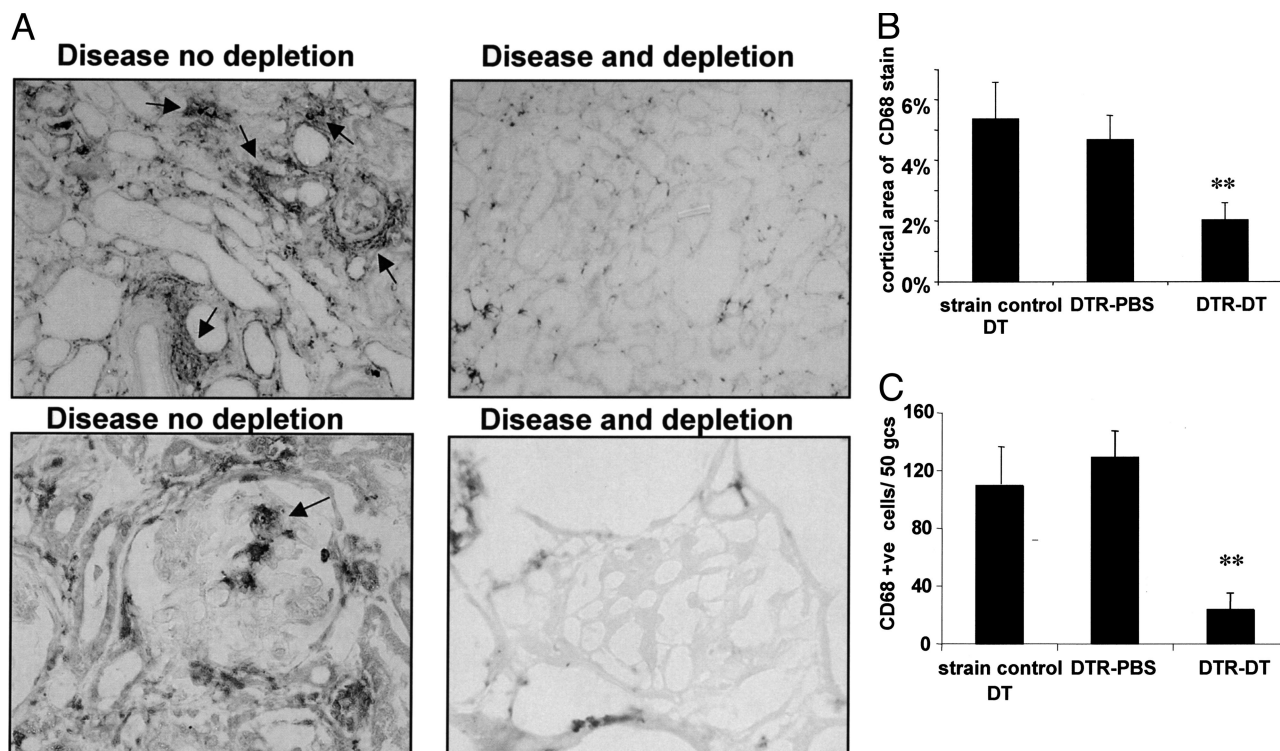 A
Disease no depletion
Disease and depletion
Disease no depletion
Disease and depletion
B
cortical area of CD68 stain
6%
4%
2%
0%
**
strain control DT
DTR-PBS
DTR-DT
C
CD68 +ve cells/ 50 gcs
160
120
80
40
0
**
strain control DT
DTR-PBS
DTR-DT